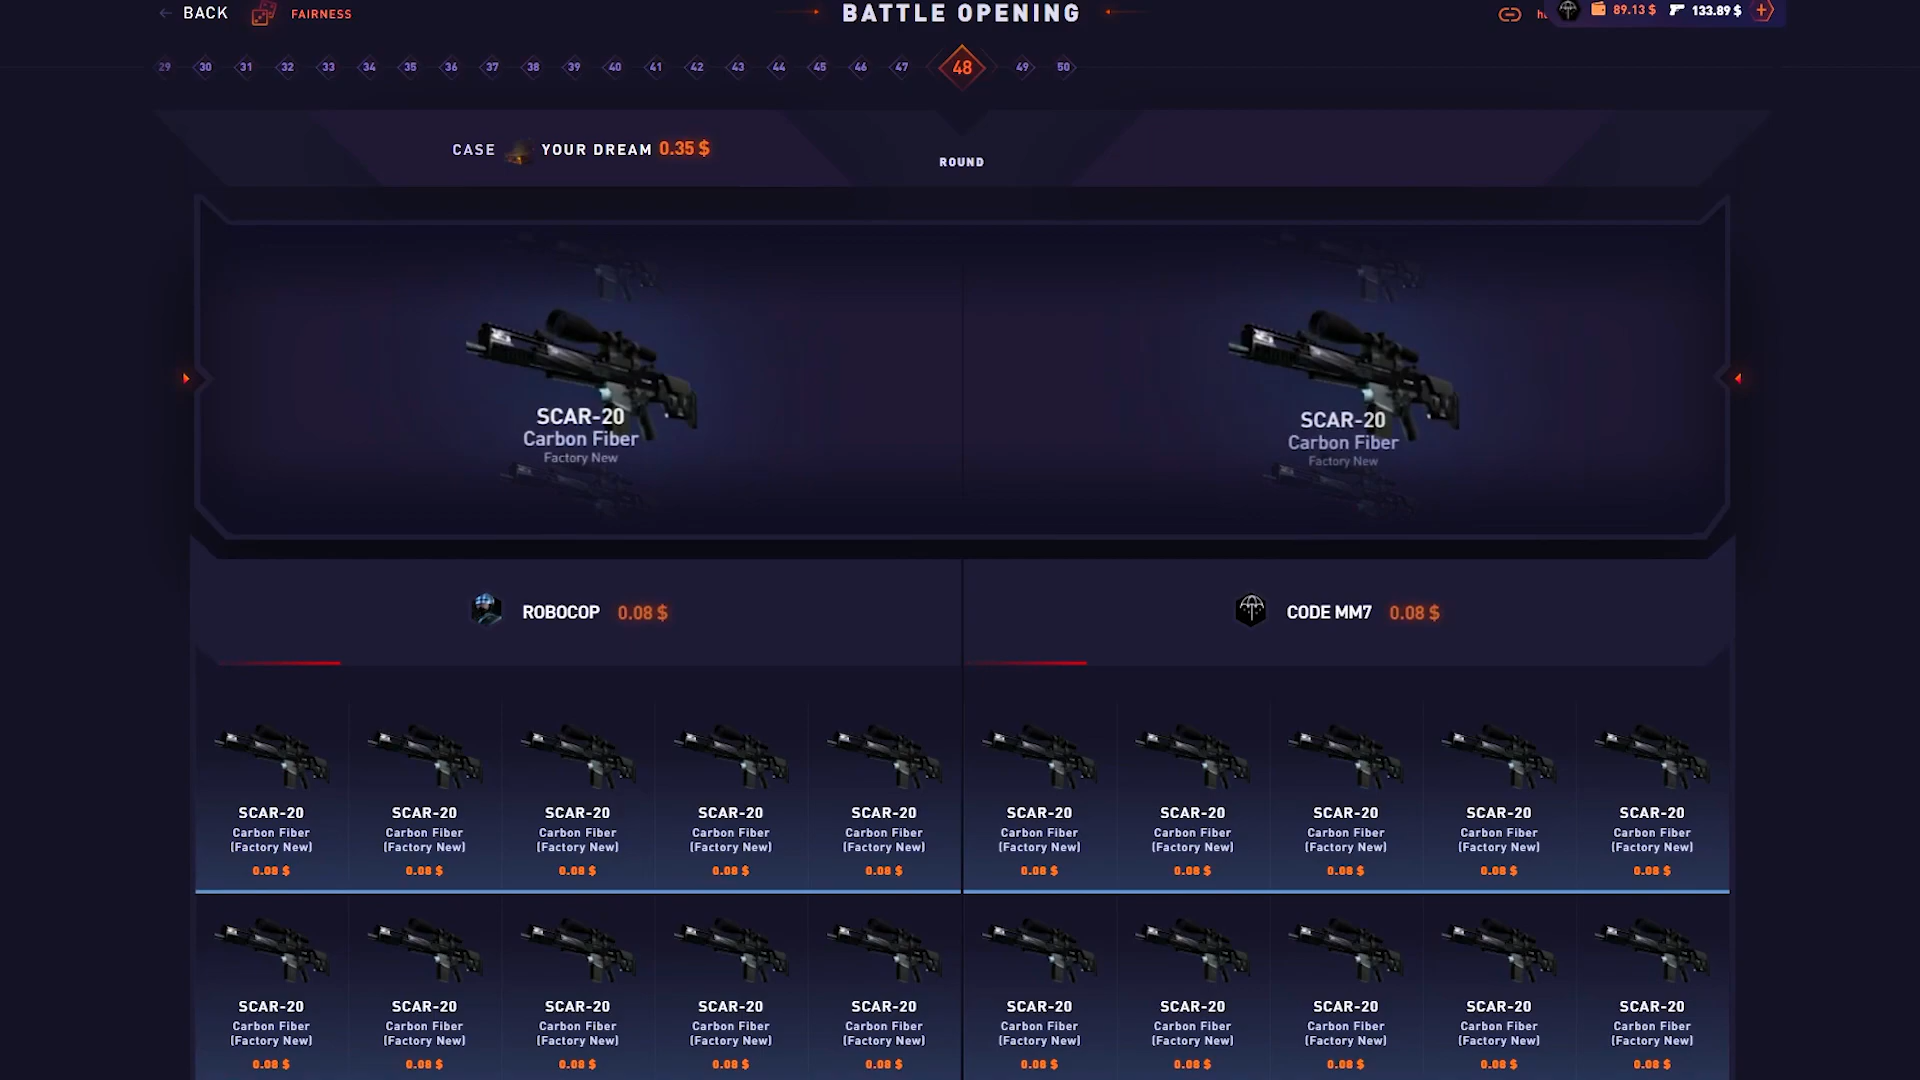 BACK
FAIRNESS
BATTLE OPENING
89.13 $
133.89 $
29 30 31 32 33 34 35 36 37 38 39 40 41 42 43 44 45 46 47 48 49 50
CASE YOUR DREAM 0.35 $
ROUND
SCAR-20
Carbon Fiber
Factory New
SCAR-20
Carbon Fiber
Factory New
ROBOCOP 0.08 $
CODE MM7 0.08 $
SCAR-20 SCAR-20 SCAR-20 SCAR-20 SCAR-20 SCAR-20 SCAR-20 SCAR-20 SCAR-20 SCAR-20
Carbon Fiber Carbon Fiber Carbon Fiber Carbon Fiber Carbon Fiber Carbon Fiber Carbon Fiber Carbon Fiber Carbon Fiber Carbon Fiber
(Factory New) (Factory New) (Factory New) (Factory New) (Factory New) (Factory New) (Factory New) (Factory New) (Factory New) (Factory New)
0.08 $ 0.08 $ 0.08 $ 0.08 $ 0.08 $ 0.08 $ 0.08 $ 0.08 $ 0.08 $ 0.08 $
SCAR-20 SCAR-20 SCAR-20 SCAR-20 SCAR-20 SCAR-20 SCAR-20 SCAR-20 SCAR-20 SCAR-20
Carbon Fiber Carbon Fiber Carbon Fiber Carbon Fiber Carbon Fiber Carbon Fiber Carbon Fiber Carbon Fiber Carbon Fiber Carbon Fiber
(Factory New) (Factory New) (Factory New) (Factory New) (Factory New) (Factory New) (Factory New) (Factory New) (Factory New) (Factory New)
0.08 $ 0.08 $ 0.08 $ 0.08 $ 0.08 $ 0.08 $ 0.08 $ 0.08 $ 0.08 $ 0.08 $